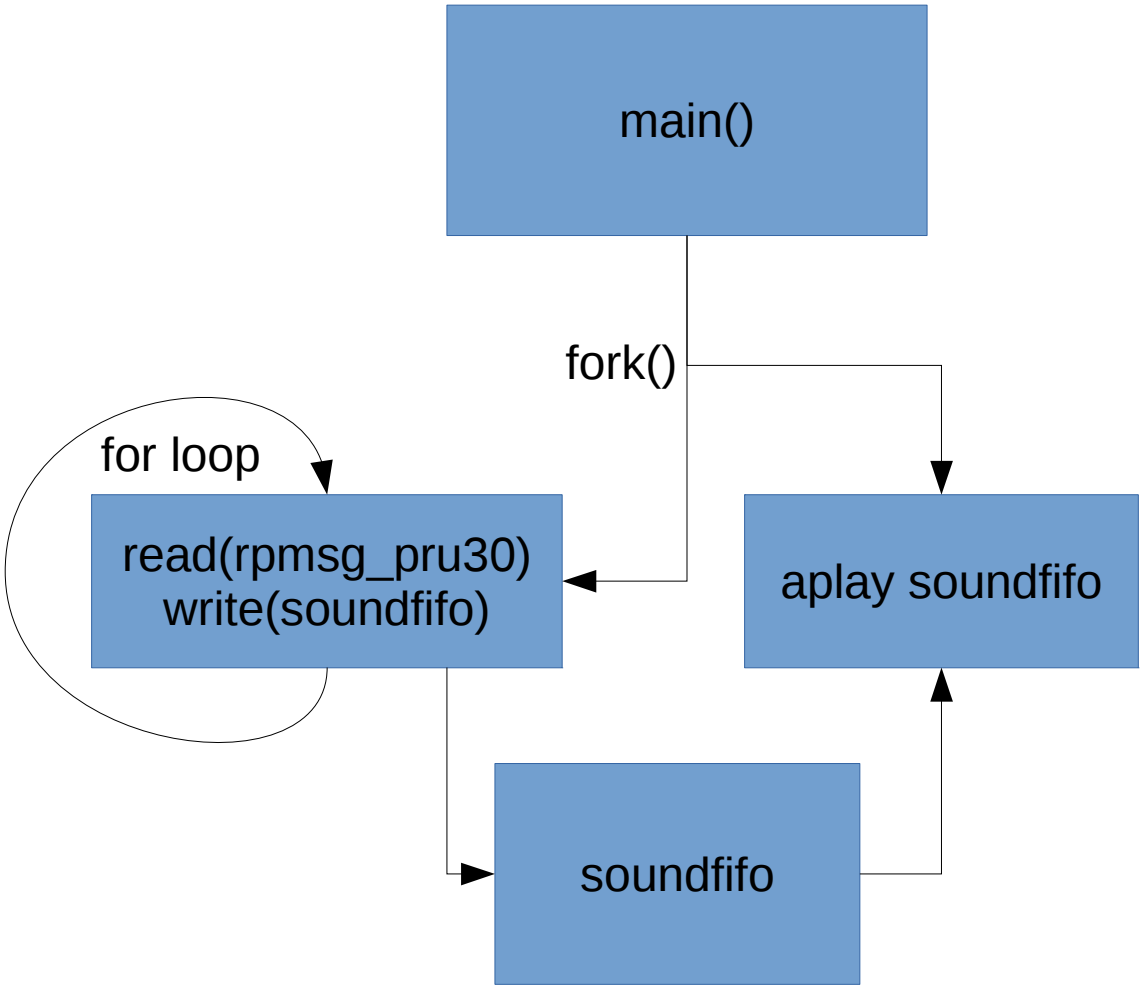 main()
fork()
for loop
read(rpmsg_pru30)
write(soundfifo)
aplay soundfifo
soundfifo